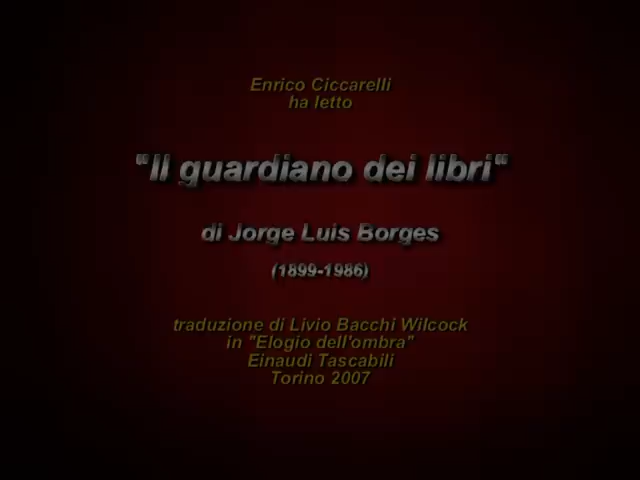 Enrico Ciccarelli
ha letto
"Il guardiano dei libri"
di Jorge Luis Borges
(1899-1986)
traduzione di Livio Bacchi Wilcock
in "Elogio dell'ombra"
Einaudi Tascabili
Torino 2007